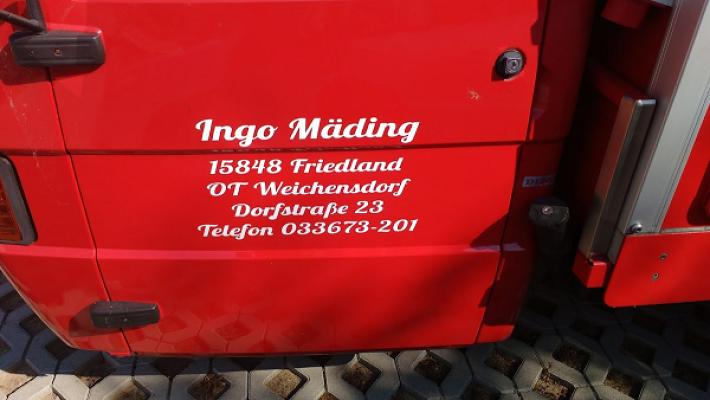 Ingo Mäding
15848 Friedland
OT Weichensdorf
Dorfstraße 23
Telefon 033673-201